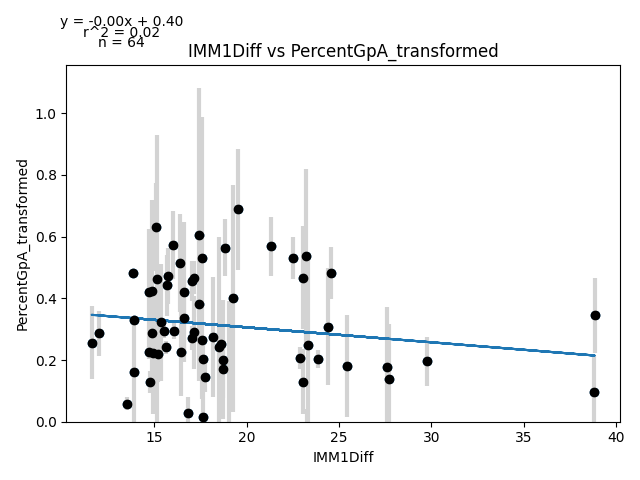 y = -0.00x + 0.40
r^2 = 0.02
n = 64
IMM1Diff vs PercentGpA_transformed
PercentGpA_transformed
1.0
0.8
0.6
0.4
0.2
0.0
15 20 25 30 35 40
IMM1Diff